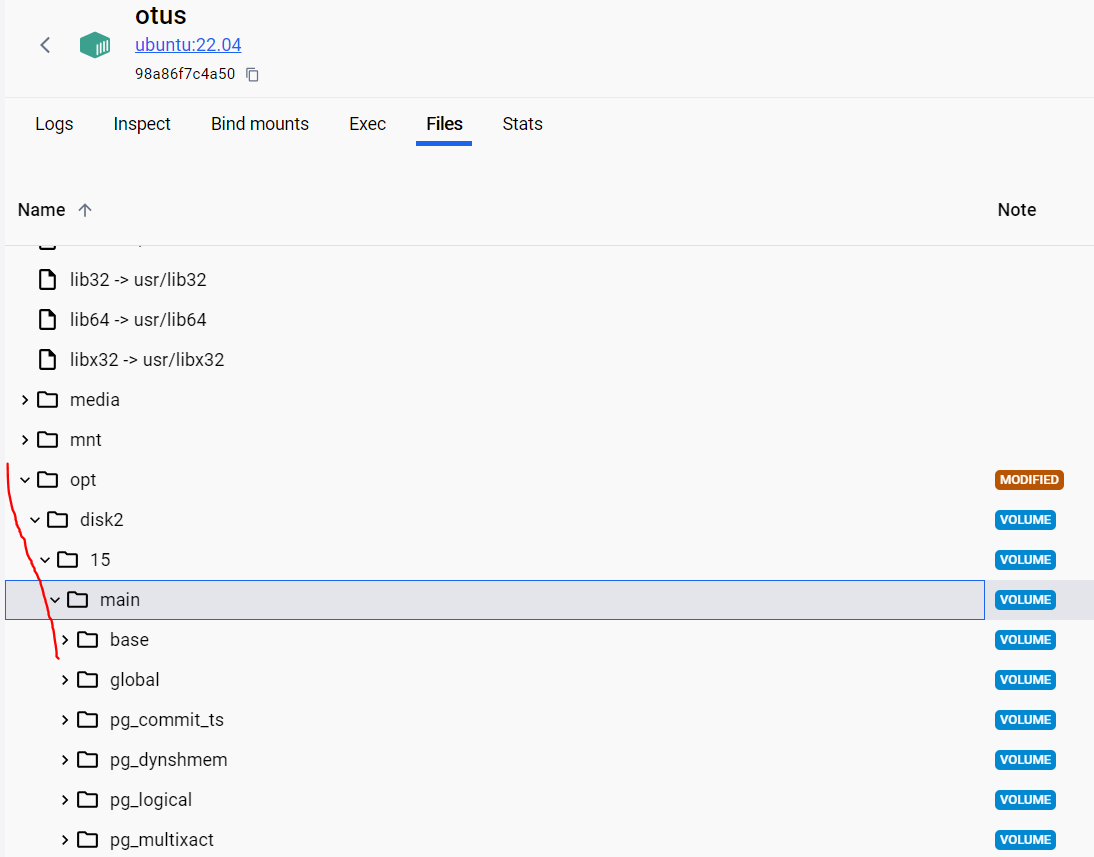 otus
ubuntu:22.04
98a86f7c4a50
Logs Inspect Bind mounts Exec Files Stats
Name Note
lib32 -> usr/lib32
lib64 -> usr/lib64
libx32 -> usr/libx32
media
mnt
opt MODIFIED
disk2 VOLUME
15 VOLUME
main VOLUME
base VOLUME
global VOLUME
pg_commit_ts VOLUME
pg_dynshmem VOLUME
pg_logical VOLUME
pg_multixact VOLUME